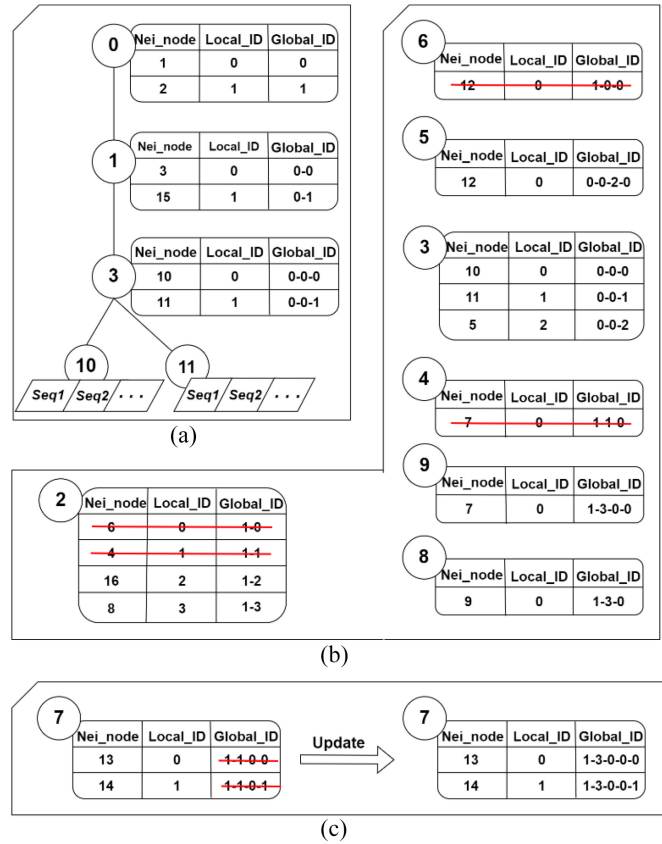 0
Nei_node Local_ID Global_ID
1 0 0
2 1 1
1
Nei_node Local_ID Global_ID
3 0 0-0
15 1 0-1
3
Nei_node Local_ID Global_ID
10 0 0-0-0
11 1 0-0-1
10 11
Seq1 Seq2 ··· Seq1 Seq2 ···
(a)
6
Nei_node Local_ID Global_ID
12 0 1-0-0
5
Nei_node Local_ID Global_ID
12 0 0-0-2-0
3
Nei_node Local_ID Global_ID
10 0 0-0-0
11 1 0-0-1
5 2 0-0-2
4
Nei_node Local_ID Global_ID
7 0 1-1-0
9
Nei_node Local_ID Global_ID
7 0 1-3-0-0
8
Nei_node Local_ID Global_ID
9 0 1-3-0
2
Nei_node Local_ID Global_ID
6 0 1-0
4 1 1-1
16 2 1-2
8 3 1-3
(b)
7
Nei_node Local_ID Global_ID
13 0 1-1-0-0
14 1 1-1-0-1
Update
7
Nei_node Local_ID Global_ID
13 0 1-3-0-0-0
14 1 1-3-0-0-1
(c)